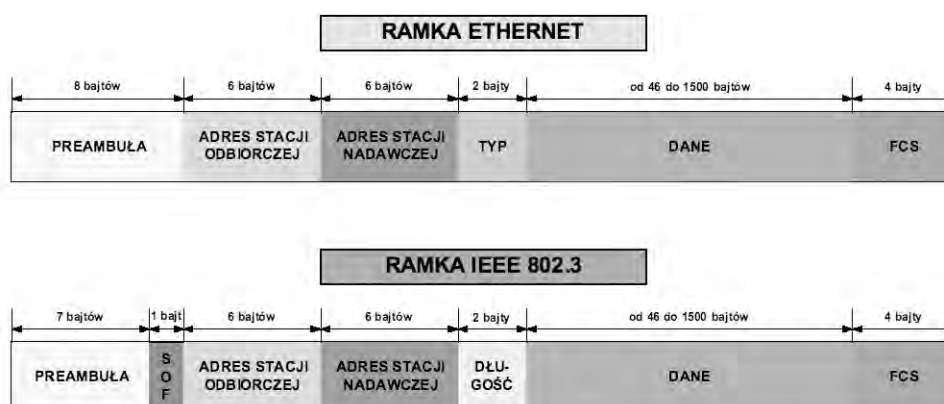 RAMKA ETHERNET
8 bajtów 6 bajtów 6 bajtów 2 bajty od 46 do 1500 bajtów 4 bajty
PREAMBUŁA ADRES STACJI ODBIORCZEJ ADRES STACJI NADAWCZEJ TYP DANE FCS
RAMKA IEEE 802.3
7 bajtów 1 bajt 6 bajtów 6 bajtów 2 bajty od 46 do 1500 bajtów 4 bajty
PREAMBUŁA SOF ADRES STACJI ODBIORCZEJ ADRES STACJI NADAWCZEJ DŁU-GOŚĆ DANE FCS